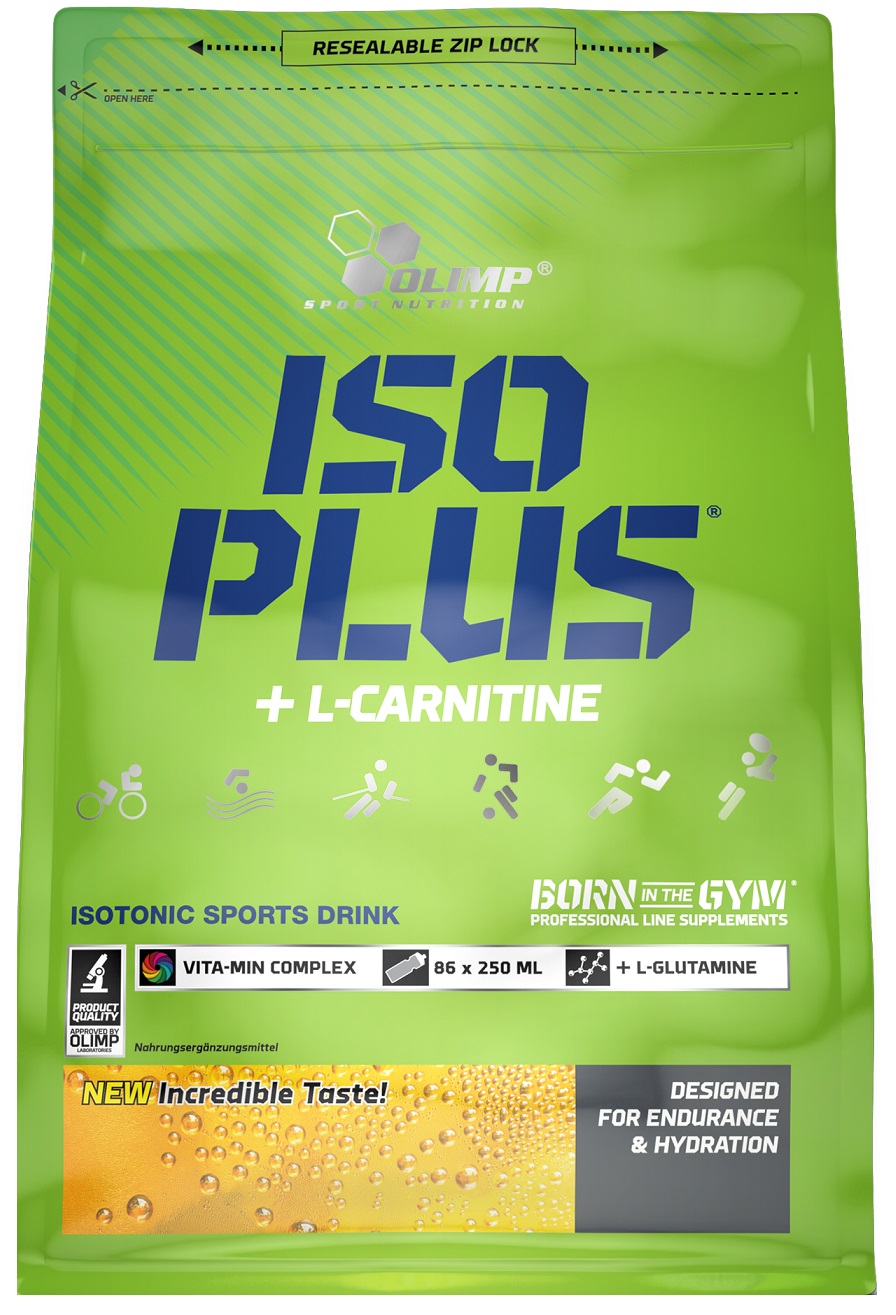 RESEALABLE ZIP LOCK
OPEN HERE
OLIMP®
SPORT NUTRITION
ISO
PLUS®
+ L-CARNITINE
BORN IN THE GYM®
PROFESSIONAL LINE SUPPLEMENTS
ISOTONIC SPORTS DRINK
VITA-MIN COMPLEX
86 x 250 ML
+ L-GLUTAMINE
PRODUCT
QUALITY
APPROVED BY
OLIMP
LABORATORIES
Nahrungsergänzungsmittel
NEW Incredible Taste!
DESIGNED
FOR ENDURANCE
& HYDRATION